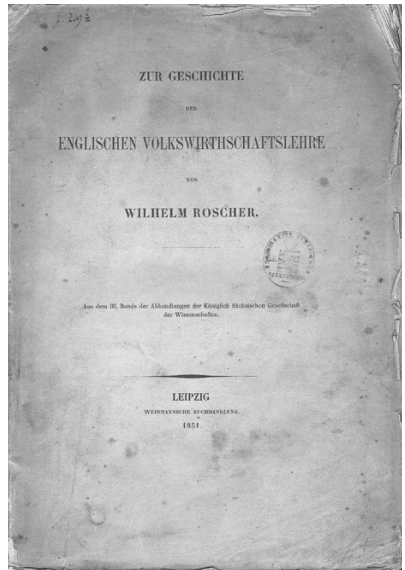 ZUR GESCHICHTE
DER
ENGLISCHEN VOLKSWIRTHSCHAFTSLEHRE
VON
WILHELM ROSCHER.
Aus dem III. Bande der Abhandlungen der Königlich Sächsischen Gesellschaft
der Wissenschaften.
LEIPZIG
WEIDMANNSCHE BUCHHANDLUNG.
1851.